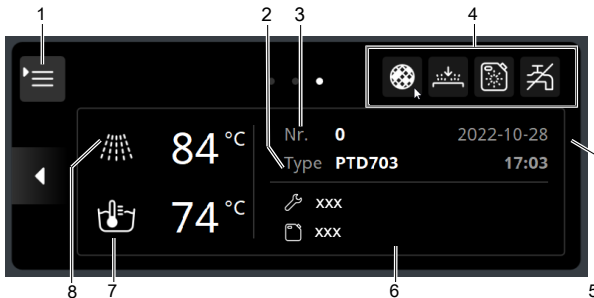 1 2 3 4
84 °C
Nr. 0 2022-10-28
Type PTD703 17:03
74 °C
xxx
xxx
8 7 6 5